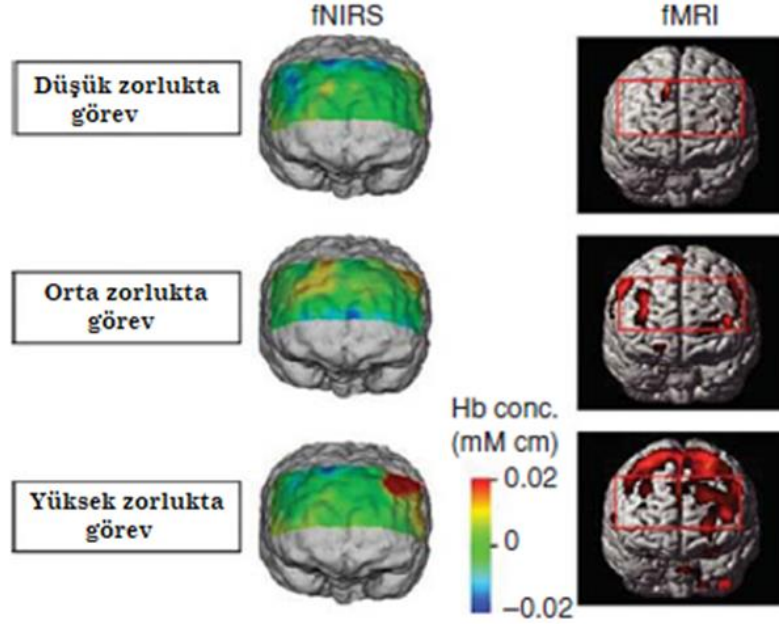 fNIRS
fMRI
Düşük zorlukta
görev
Orta zorlukta
görev
Hb conc.
(mM cm)
Yüksek zorlukta
görev
0.02
0
−0.02